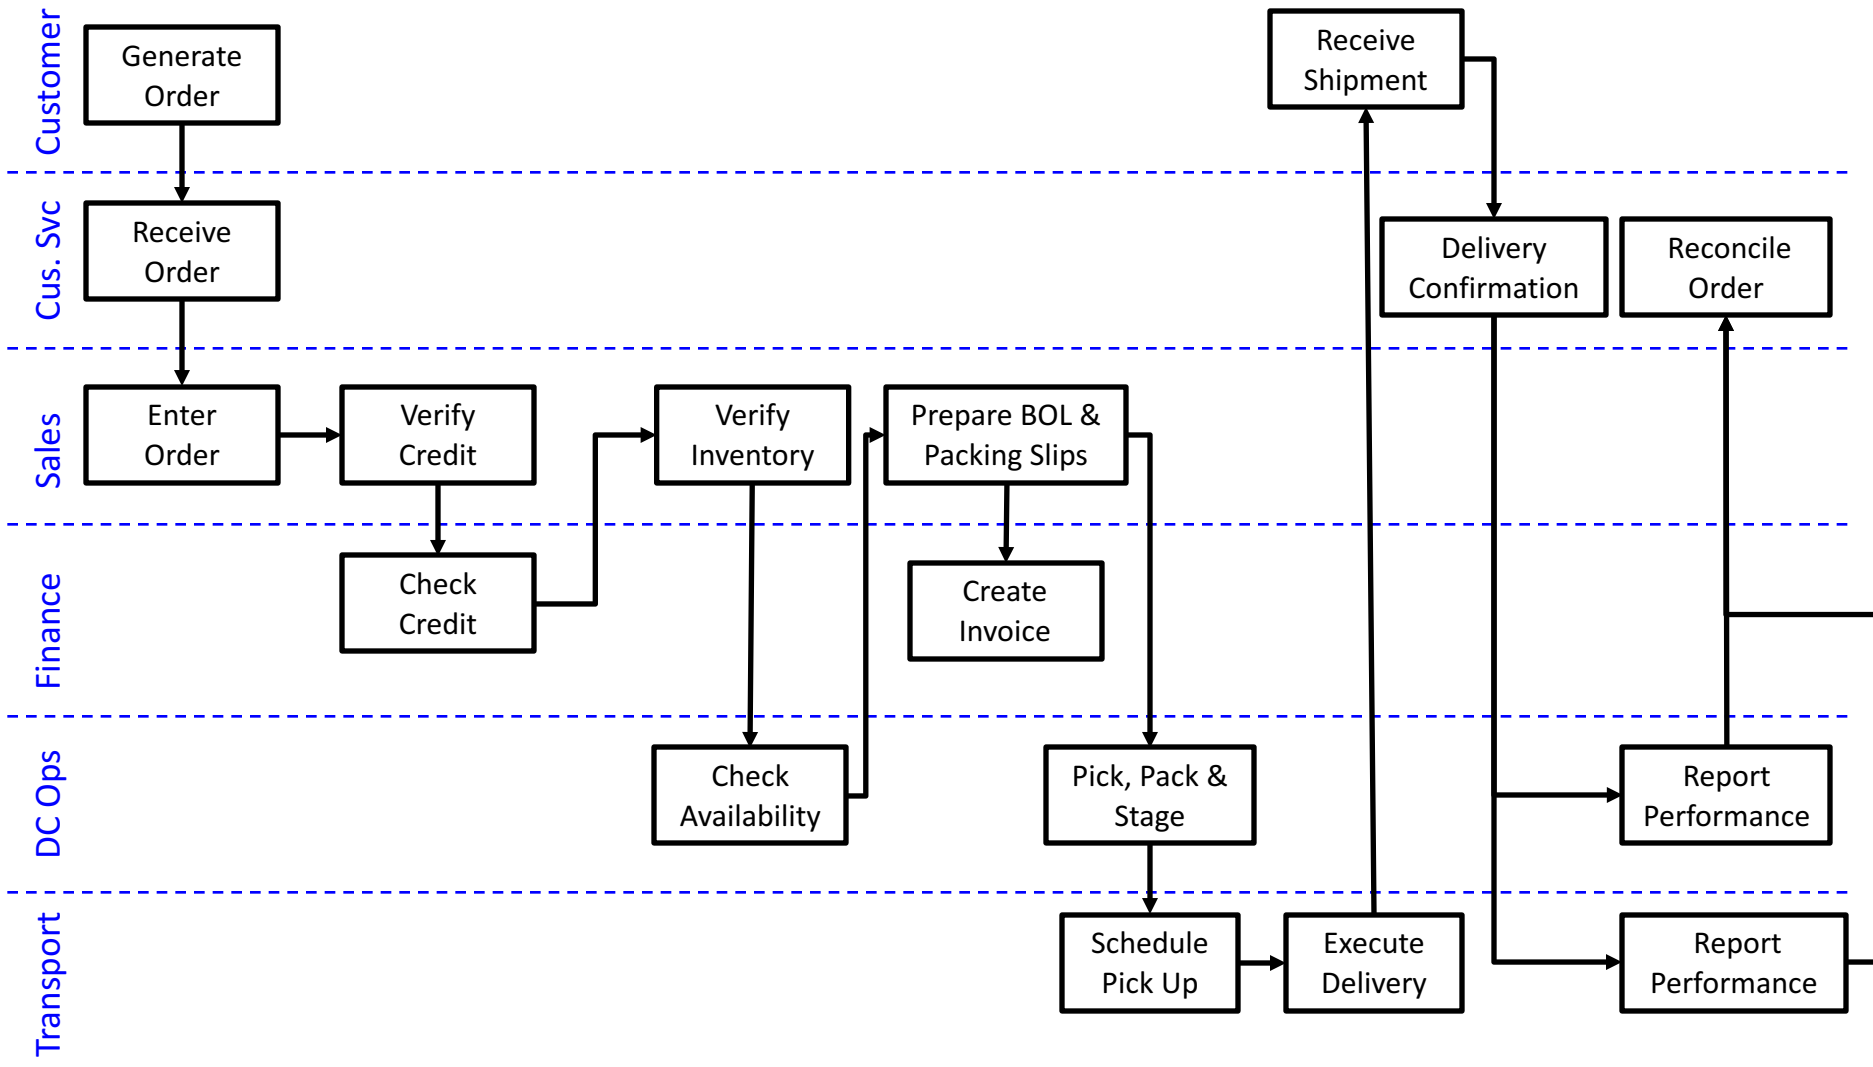 Customer
Generate
Order
Receive
Shipment
Cus. Svc
Receive
Order
Delivery
Confirmation
Reconcile
Order
Sales
Enter
Order
Verify
Credit
Verify
Inventory
Prepare BOL &
Packing Slips
Finance
Check
Credit
Create
Invoice
DC Ops
Check
Availability
Pick, Pack &
Stage
Report
Performance
Transport
Schedule
Pick Up
Execute
Delivery
Report
Performance